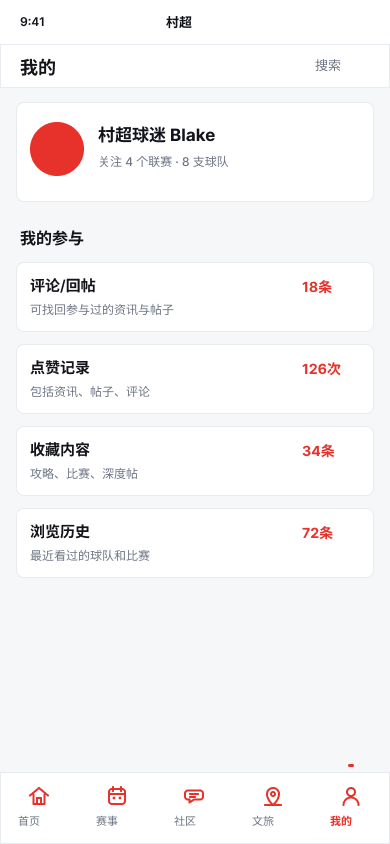 9:41
村超
我的
搜索
村超球迷 Blake
关注 4 个联赛 · 8 支球队
我的参与
评论/回帖
18条
可找回参与过的资讯与帖子
点赞记录
126次
包括资讯、帖子、评论
收藏内容
34条
攻略、比赛、深度帖
浏览历史
72条
最近看过的球队和比赛
首页
赛事
社区
文旅
我的